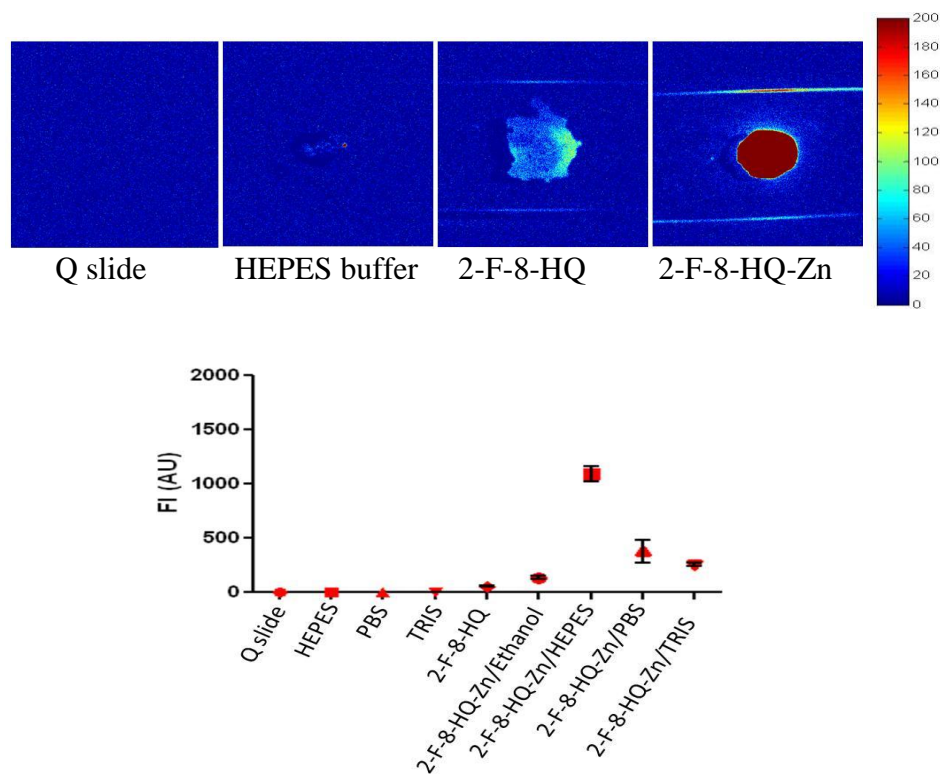 200
180
160
140
120
100
80
60
40
20
0
Q slide
HEPES buffer
2-F-8-HQ
2-F-8-HQ-Zn
2000
1500
1000
500
0
FI (AU)
Q slide
HEPES
PBS
TRIS
2-F-8-HQ
2-F-8-HQ-Zn/Ethanol
2-F-8-HQ-Zn/HEPES
2-F-8-HQ-Zn/PBS
2-F-8-HQ-Zn/TRIS